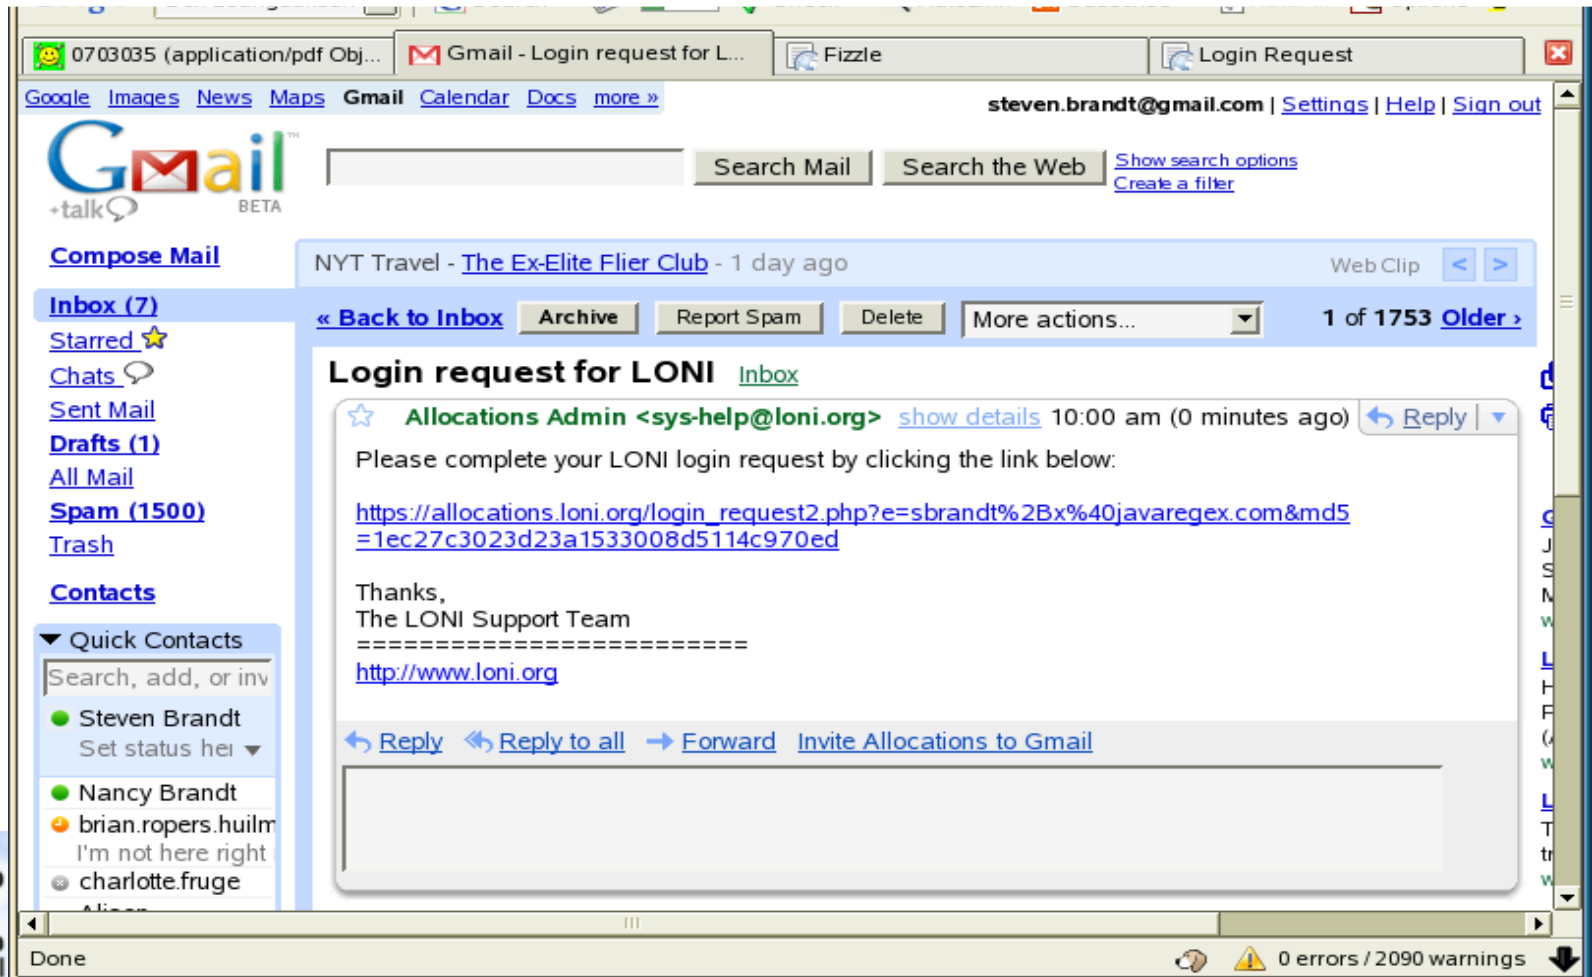 0703035 (application/pdf Obj... Gmail - Login request for L... Fizzle Login Request
Google Images News Maps Gmail Calendar Docs more »
steven.brandt@gmail.com | Settings | Help | Sign out
Gmail™
+talk BETA
Search Mail Search the Web Show search options
Create a filter
Compose Mail
NYT Travel - The Ex-Elite Flier Club - 1 day ago Web Clip < >
Inbox (7)
Starred
Chats
Sent Mail
Drafts (1)
All Mail
Spam (1500)
Trash
Contacts
« Back to Inbox Archive Report Spam Delete More actions... 1 of 1753 Older ›
Login request for LONI Inbox
Allocations Admin <sys-help@loni.org> show details 10:00 am (0 minutes ago) Reply
Please complete your LONI login request by clicking the link below:
https://allocations.loni.org/login_request2.php?e=sbrandt%2Bx%40javaregex.com&md5
=1ec27c3023d23a1533008d5114c970ed
Thanks,
The LONI Support Team
=========================
http://www.loni.org
Reply Reply to all Forward Invite Allocations to Gmail
Quick Contacts
Search, add, or inv
Steven Brandt
Set status her
Nancy Brandt
brian.ropers.huilm
I'm not here right
charlotte.fruge
Done
0 errors / 2090 warnings